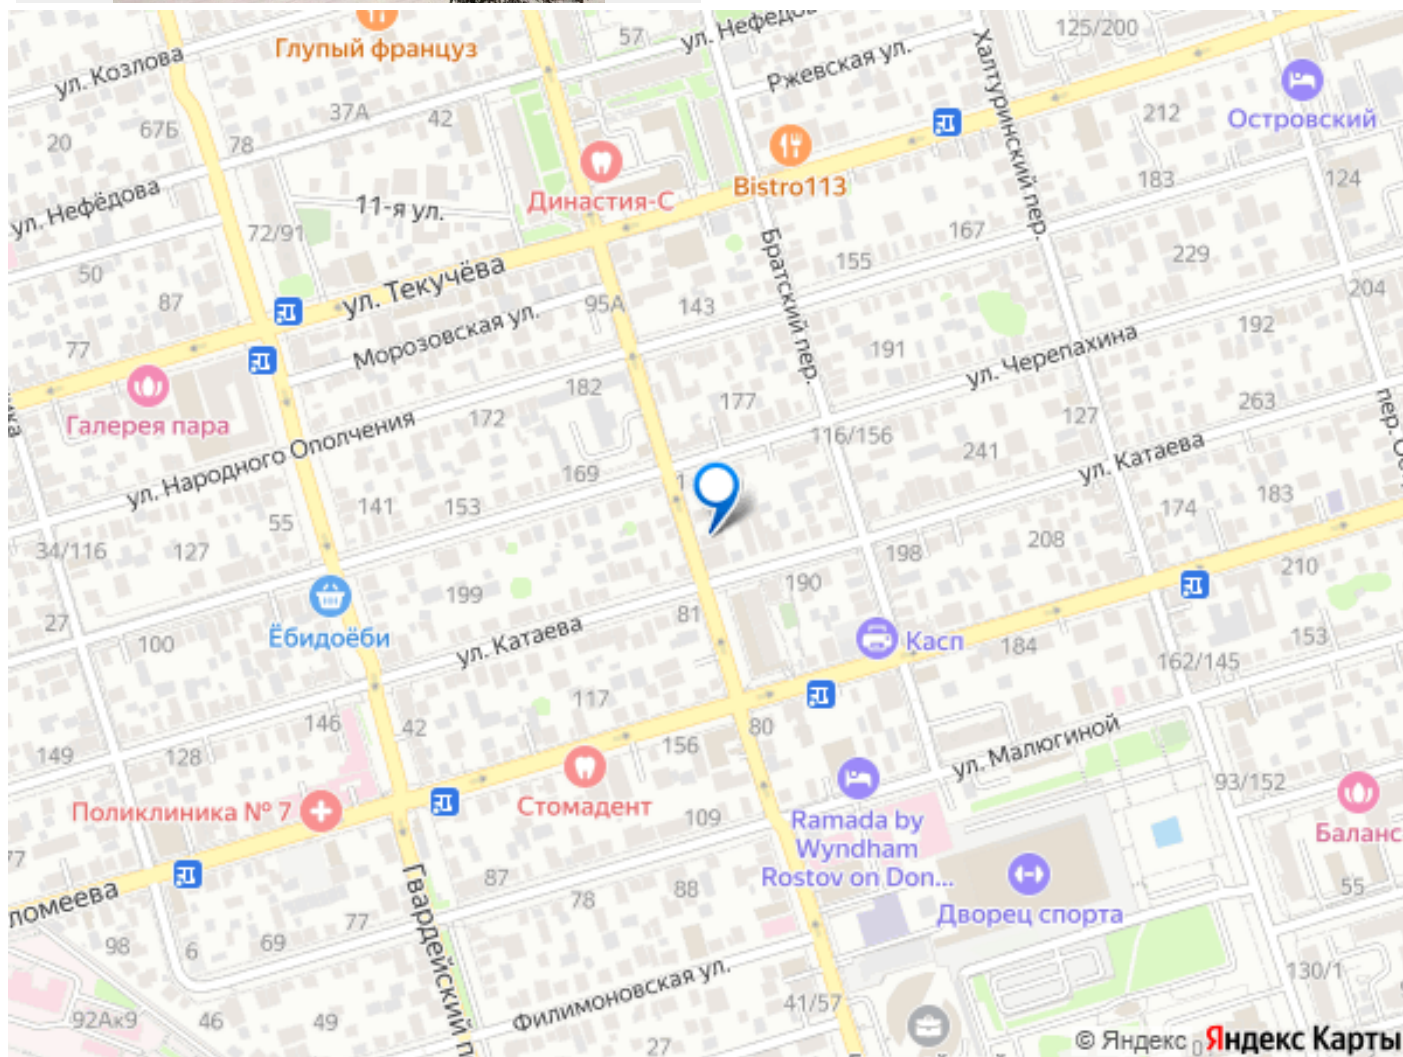 Глупый француз
57
ул. Нефедо
125/200
ул. Козлова
Ржевская ул.
Халтуринский пер.
Островский
20
67Б
37А
42
78
212
Династия-С
Bistro113
183
124
ул. Нефёдова
11-я ул.
72/91
167
Братский пер.
155
229
50
87
ул. Текучёва
95А
143
204
192
77
Морозовская ул.
191
ул. Черепахина
Галерея пара
182
172
177
127
263
ул. Народного Ополчения
116/156
241
ул. Катаева
169
1
141
153
55
174
183
34/116
127
198
208
210
199
190
27
Ёбидоёби
100
81
Касп
184
153
ул. Катаева
162/145
117
146
42
80
149
128
156
ул. Малюгиной
93/152
Поликлиника № 7
Стомадент
109
Ramada by
Wyndham
Rostov on Don...
Баланс
77
87
88
55
78
Дворец спорта
ломеева
Гвардейский п
98
6
69
77
130/1
Филимоновская ул.
92Ак9
46
49
41/57
27
© Яндекс
Яндекс Карты